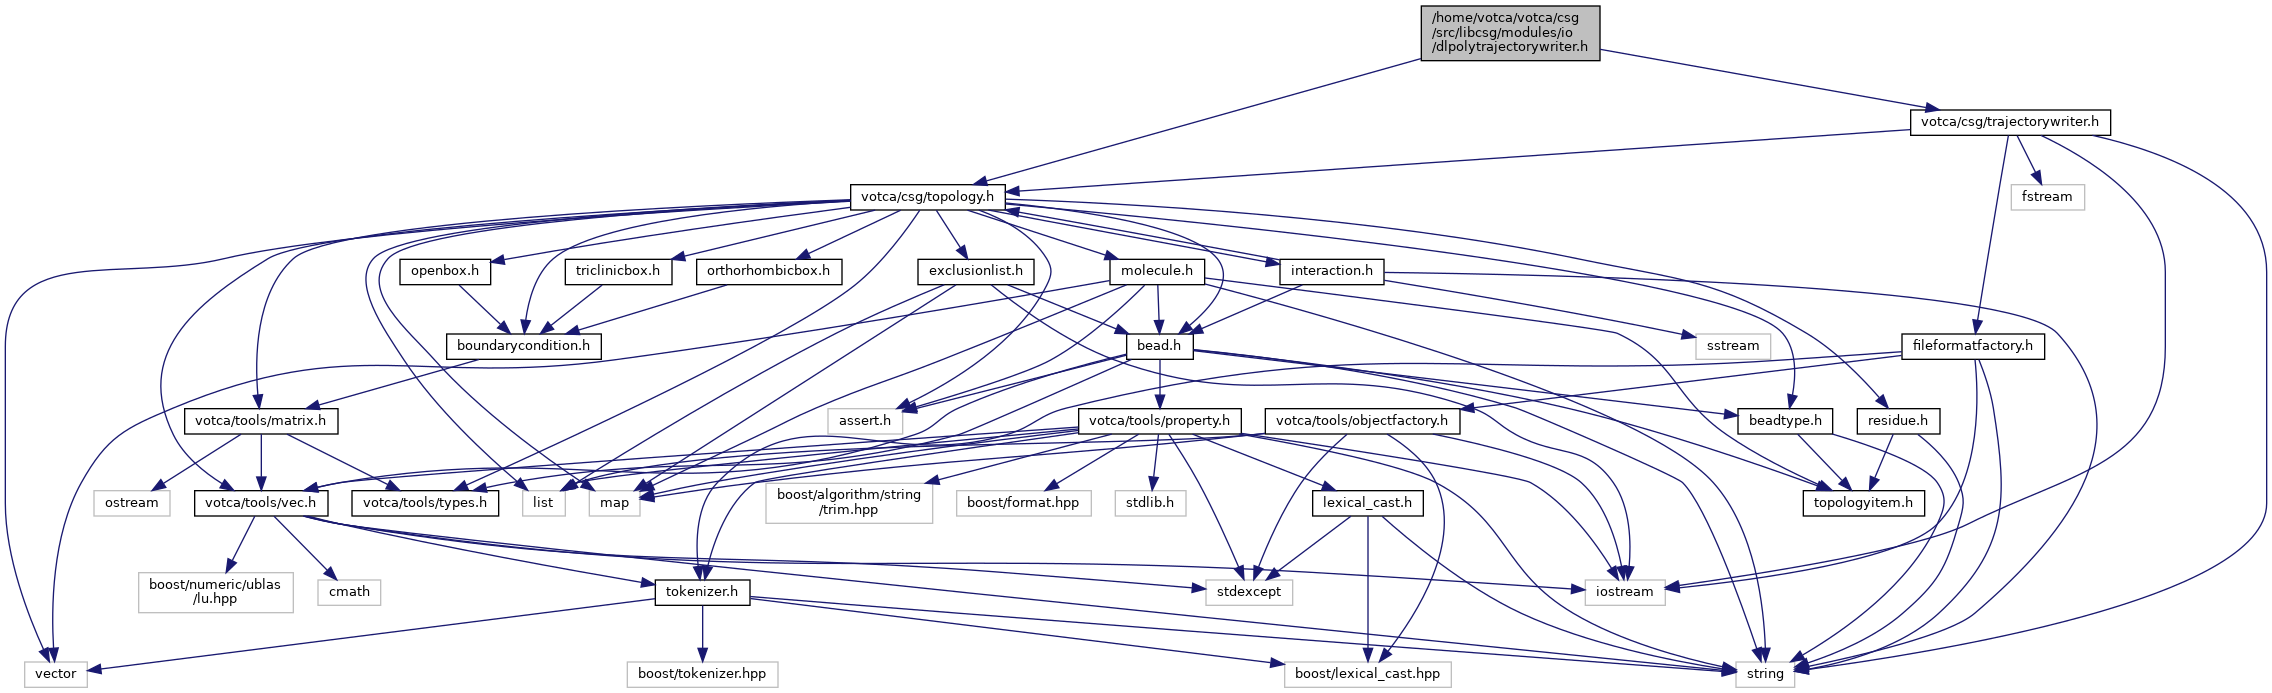 /home/votca/votca/csg
/src/libcsg/modules/io
/dlpolytrajectorywriter.h
votca/csg/trajectorywriter.h
votca/csg/topology.h
fstream
openbox.h
triclinicbox.h
orthorhombicbox.h
exclusionlist.h
molecule.h
interaction.h
boundarycondition.h
bead.h
sstream
fileformatfactory.h
votca/tools/matrix.h
assert.h
votca/tools/property.h
votca/tools/objectfactory.h
beadtype.h
residue.h
ostream
votca/tools/vec.h
votca/tools/types.h
list
map
boost/algorithm/string
/trim.hpp
boost/format.hpp
stdlib.h
lexical_cast.h
topologyitem.h
boost/numeric/ublas
/lu.hpp
cmath
tokenizer.h
stdexcept
iostream
vector
boost/tokenizer.hpp
boost/lexical_cast.hpp
string